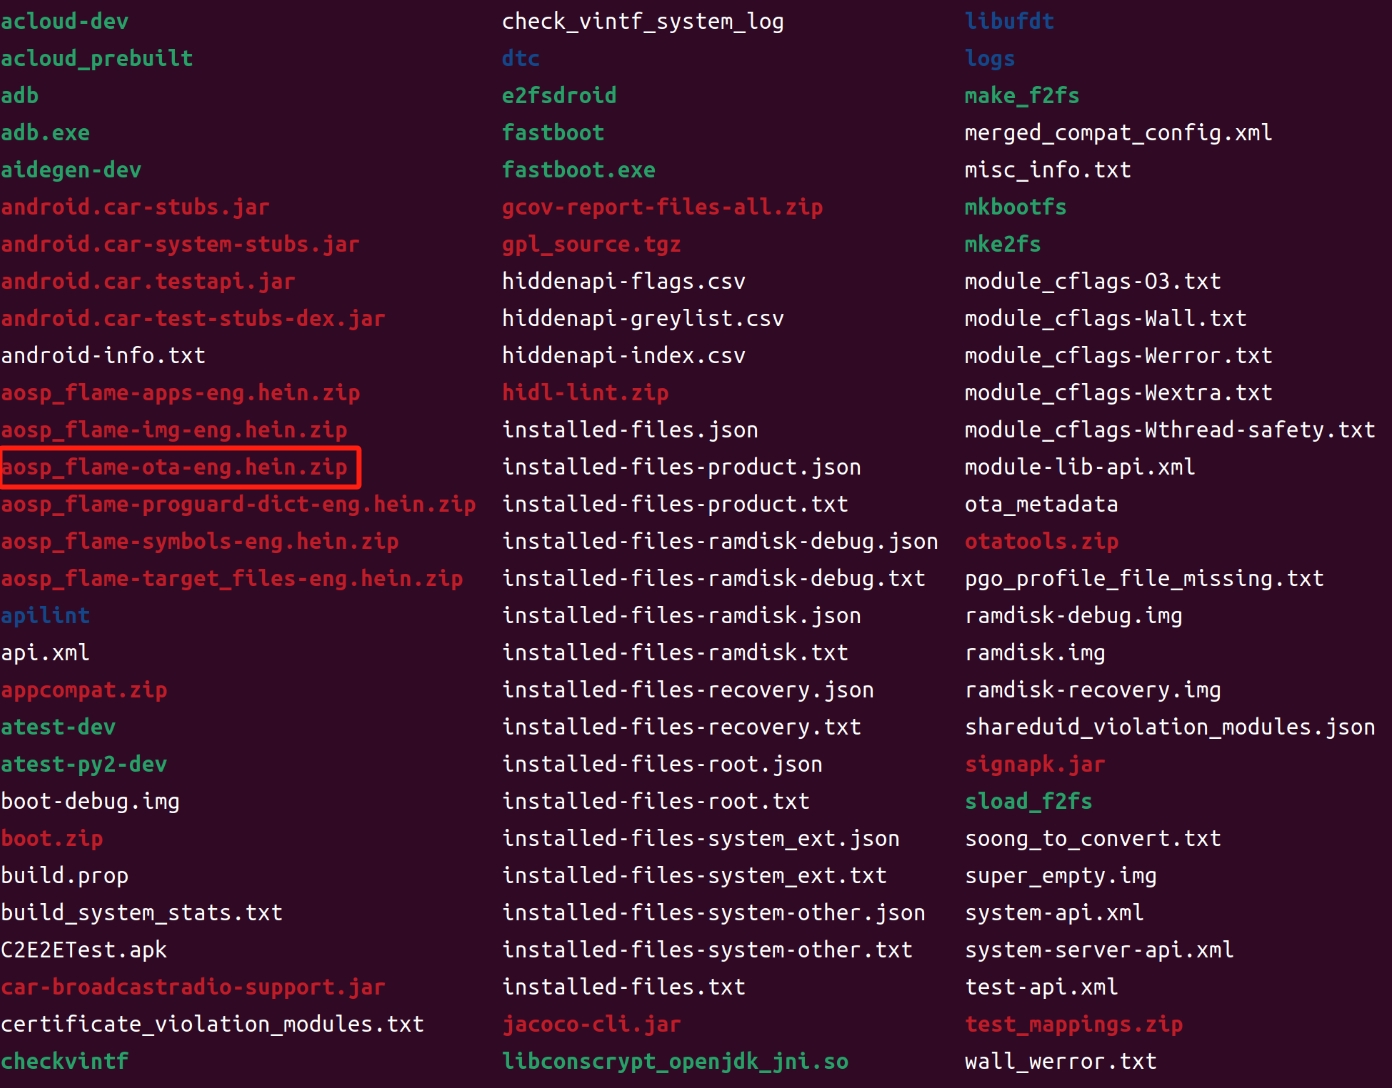 acloud-dev
acloud_prebuilt
adb
adb.exe
aidegen-dev
android.car-stubs.jar
android.car-system-stubs.jar
android.car.testapi.jar
android.car-test-stubs-dex.jar
android-info.txt
aosp_flame-apps-eng.hein.zip
aosp_flame-img-eng.hein.zip
aosp_flame-ota-eng.hein.zip
aosp_flame-proguard-dict-eng.hein.zip
aosp_flame-symbols-eng.hein.zip
aosp_flame-target_files-eng.hein.zip
apilint
api.xml
appcompat.zip
atest-dev
atest-py2-dev
boot-debug.img
boot.zip
build.prop
build_system_stats.txt
C2E2ETest.apk
car-broadcastradio-support.jar
certificate_violation_modules.txt
checkvintf
check_vintf_system_log
dtc
e2fsdroid
fastboot
fastboot.exe
gcov-report-files-all.zip
gpl_source.tgz
hiddenapi-flags.csv
hiddenapi-greylist.csv
hiddenapi-index.csv
hidl-lint.zip
installed-files.json
installed-files-product.json
installed-files-product.txt
installed-files-ramdisk-debug.json
installed-files-ramdisk-debug.txt
installed-files-ramdisk.json
installed-files-ramdisk.txt
installed-files-recovery.json
installed-files-recovery.txt
installed-files-root.json
installed-files-root.txt
installed-files-system_ext.json
installed-files-system_ext.txt
installed-files-system-other.json
installed-files-system-other.txt
installed-files.txt
jacoco-cli.jar
libconscrypt_openjdk_jni.so
libufdt
logs
make_f2fs
merged_compat_config.xml
misc_info.txt
mkbootfs
mke2fs
module_cflags-O3.txt
module_cflags-Wall.txt
module_cflags-Werror.txt
module_cflags-Wextra.txt
module_cflags-Wthread-safety.txt
module-lib-api.xml
ota_metadata
otatools.zip
pgo_profile_file_missing.txt
ramdisk-debug.img
ramdisk.img
ramdisk-recovery.img
shareduid_violation_modules.json
signapk.jar
sload_f2fs
soong_to_convert.txt
super_empty.img
system-api.xml
system-server-api.xml
test-api.xml
test_mappings.zip
wall_werror.txt